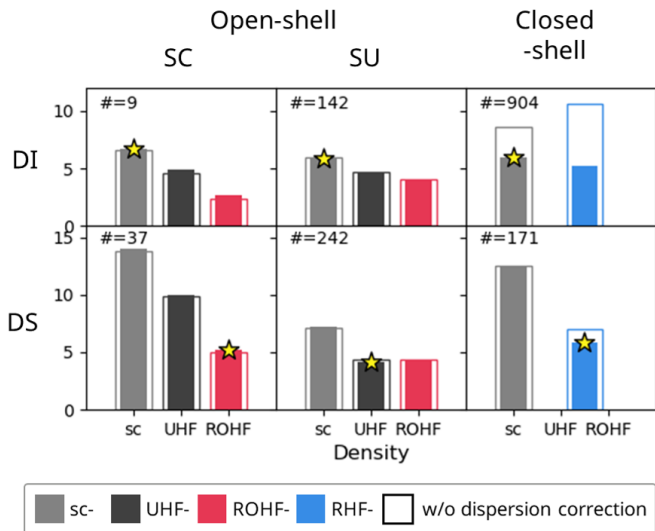 Open-shell
Closed
-shell
SC
SU
DI
10
5
0
#=9
#=142
#=904
DS
15
10
5
0
#=37
#=242
#=171
sc UHF ROHF
sc UHF ROHF
sc UHF ROHF
Density
sc- UHF- ROHF- RHF- w/o dispersion correction